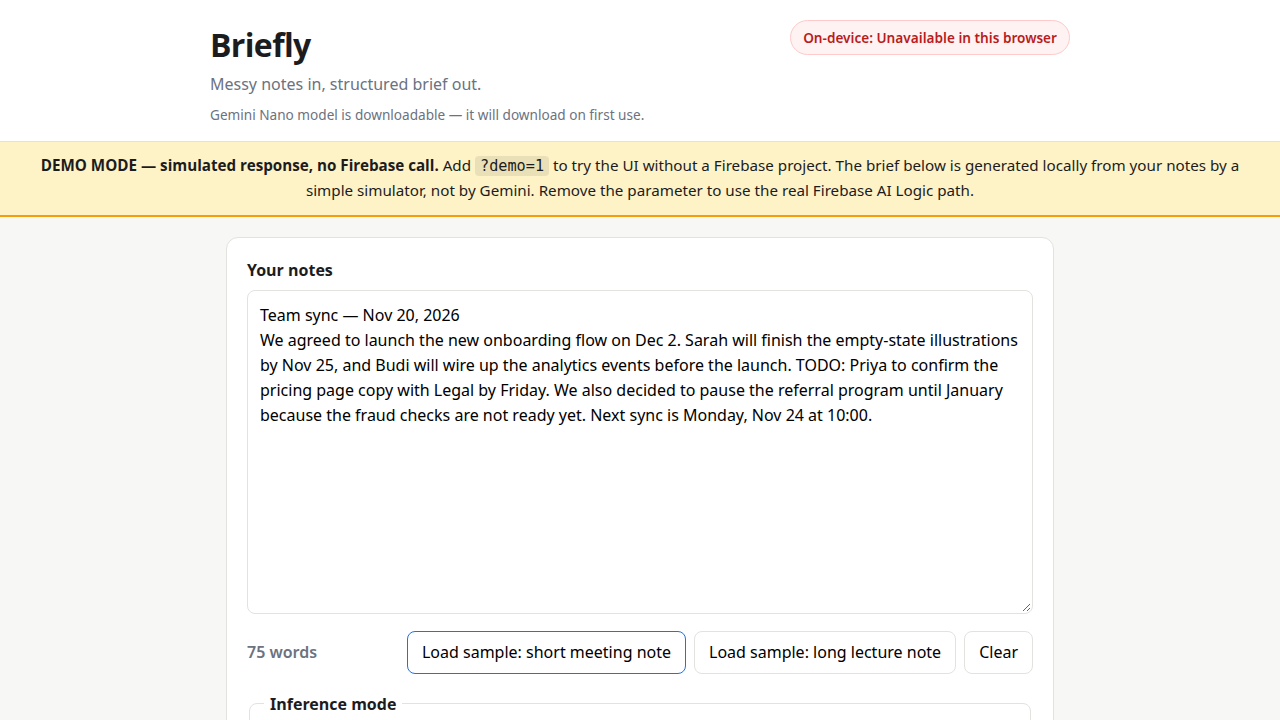 Briefly
On-device: Unavailable in this browser
Messy notes in, structured brief out.
Gemini Nano model is downloadable — it will download on first use.
DEMO MODE — simulated response, no Firebase call. Add ?demo=1 to try the UI without a Firebase project. The brief below is generated locally from your notes by a
simple simulator, not by Gemini. Remove the parameter to use the real Firebase AI Logic path.
Your notes
Team sync — Nov 20, 2026
We agreed to launch the new onboarding flow on Dec 2. Sarah will finish the empty-state illustrations
by Nov 25, and Budi will wire up the analytics events before the launch. TODO: Priya to confirm the
pricing page copy with Legal by Friday. We also decided to pause the referral program until January
because the fraud checks are not ready yet. Next sync is Monday, Nov 24 at 10:00.
75 words
Load sample: short meeting note
Load sample: long lecture note
Clear
Inference mode